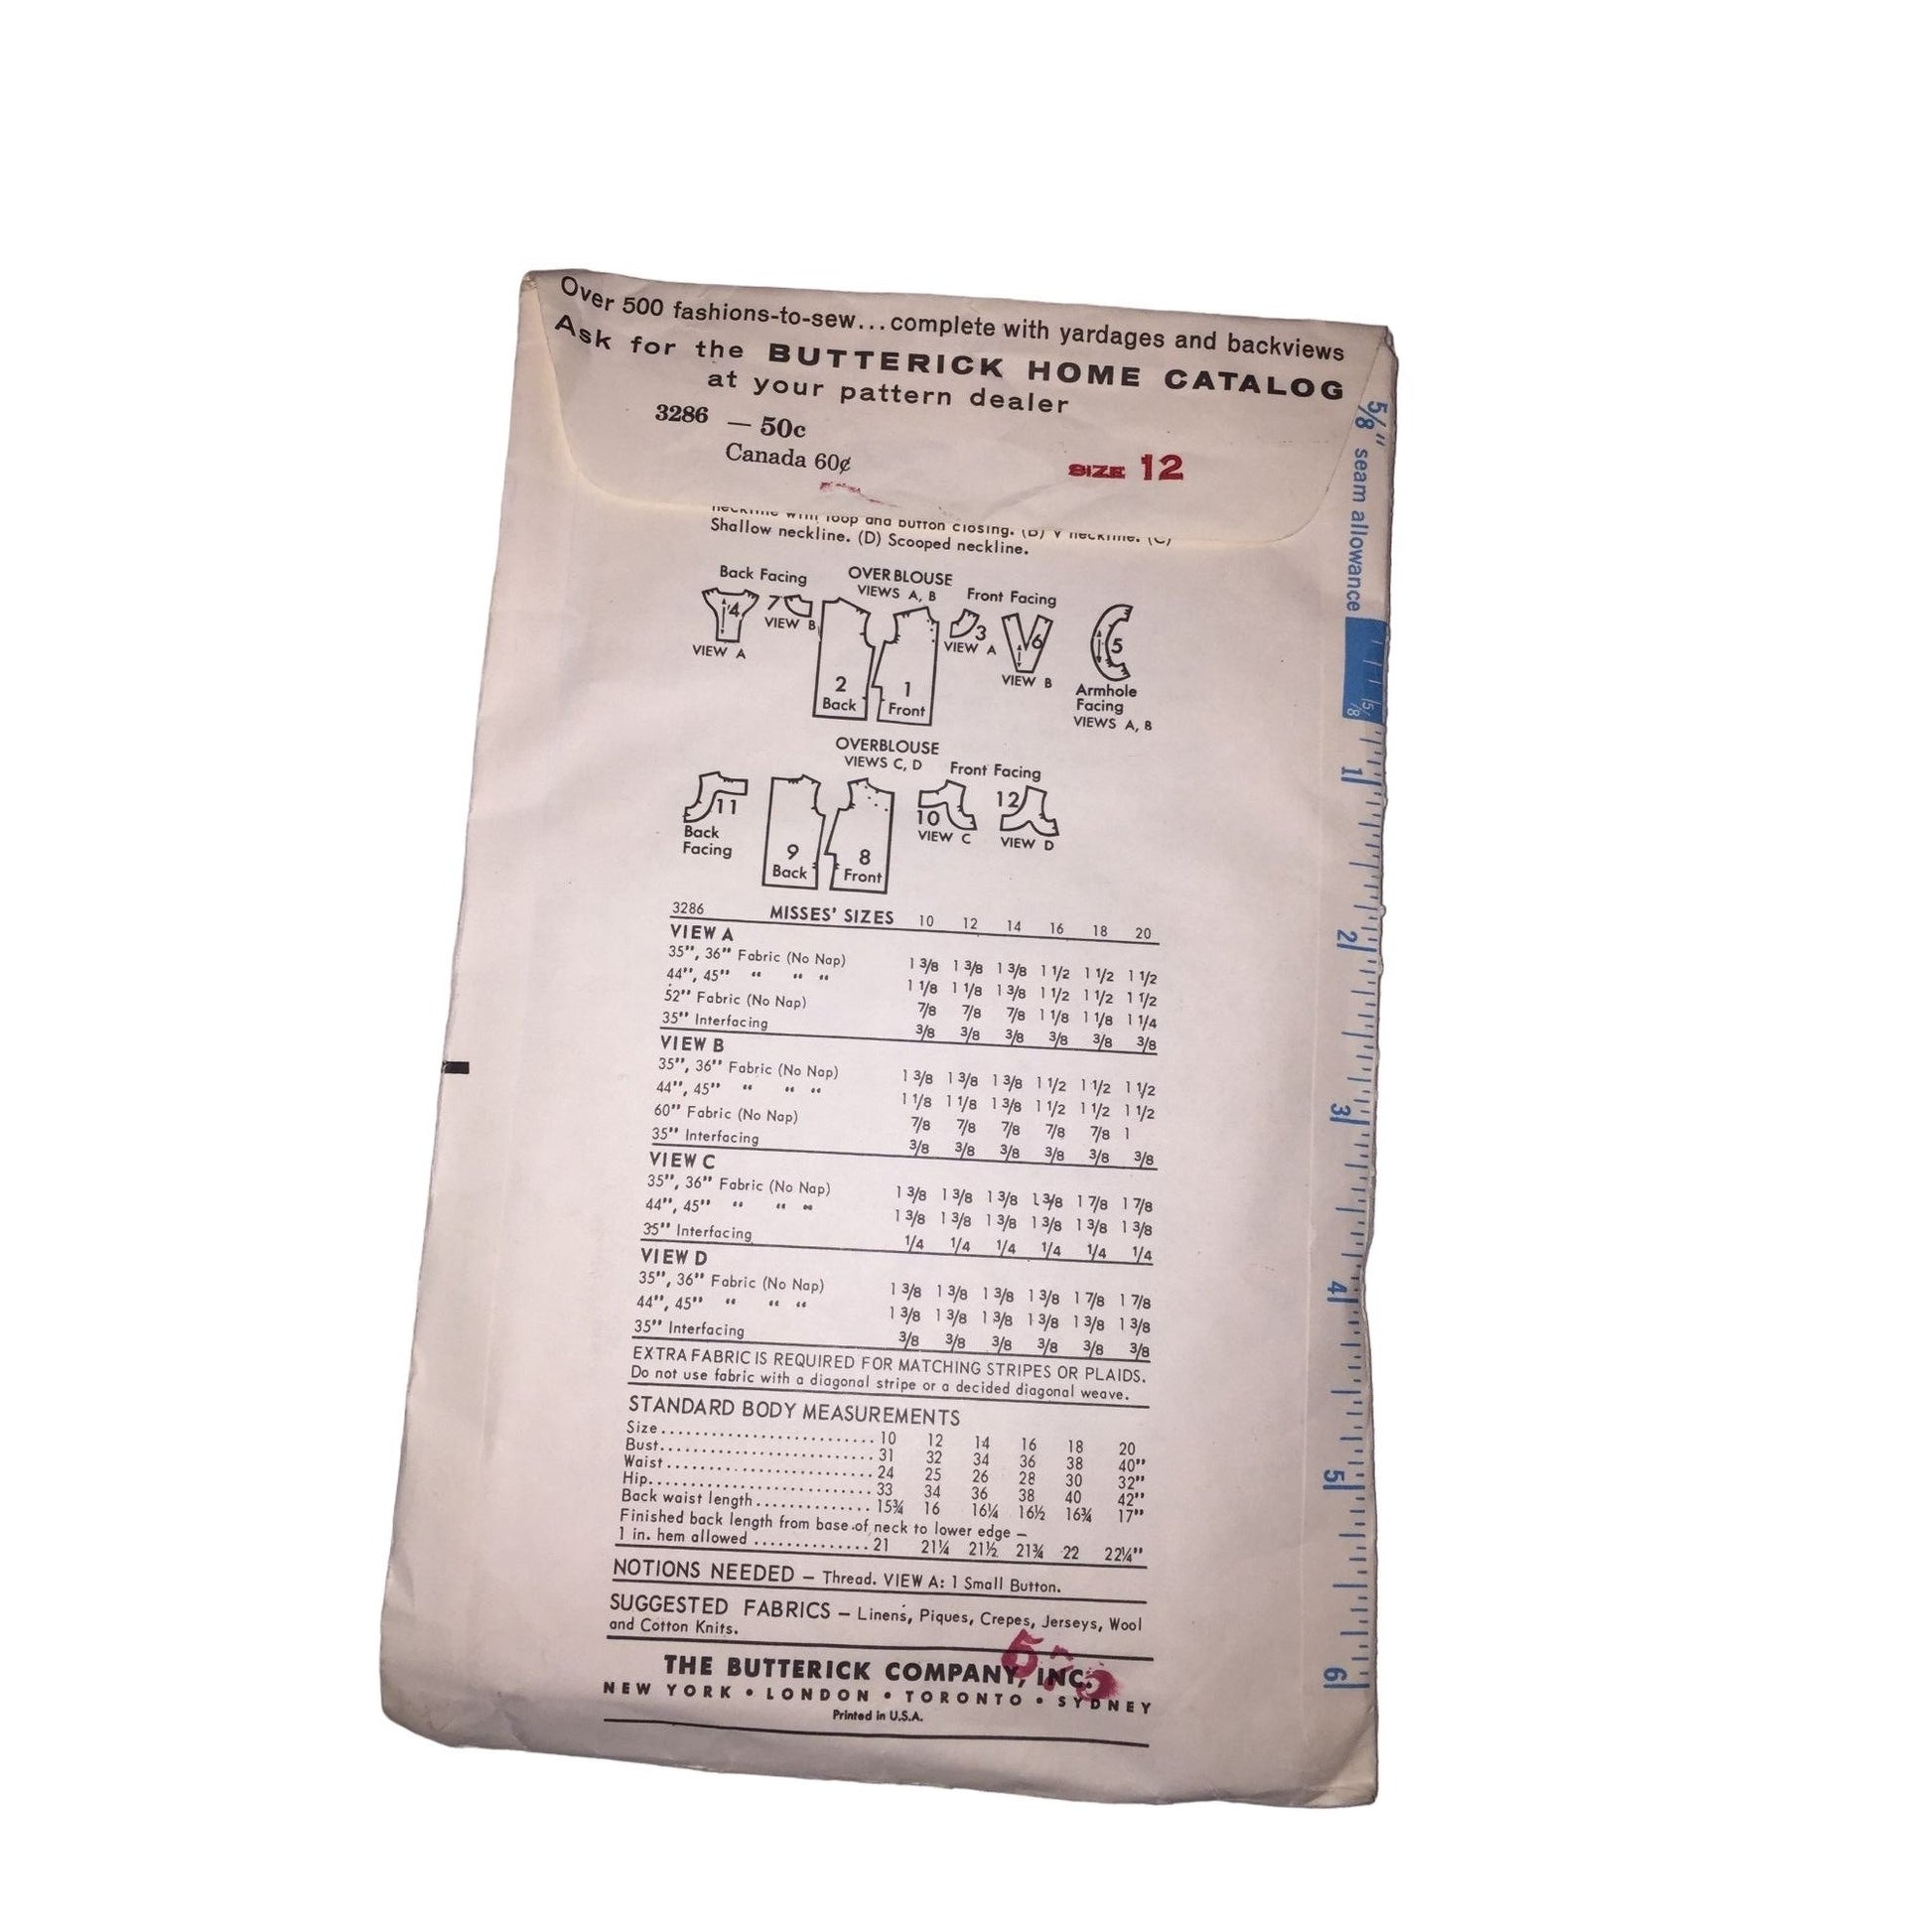 Over 500 fashions-to-sew...complete with yardages and backviews
Ask for the BUTTERICK HOME CATALOG
at your pattern dealer
3286 — 50c
Canada 60¢
SIZE 12
neckline with loop and button closing. (B) V neckline. (C)
Shallow neckline. (D) Scooped neckline.
Back Facing
OVERBLOUSE
VIEWS A, B
Front Facing
4
VIEW A
7
VIEW B
2
Back
1
Front
3
VIEW A
6
VIEW B
5
Armhole
Facing
VIEWS A, B
OVERBLOUSE
VIEWS C, D
Front Facing
11
Back
Facing
9
Back
8
Front
10
VIEW C
12
VIEW D
3286 MISSES' SIZES 10 12 14 16 18 20
VIEW A
35", 36" Fabric (No Nap) 1 3/8 1 3/8 1 3/8 1 1/2 1 1/2 1 1/2
44", 45" " " " 1 1/8 1 1/8 1 3/8 1 1/2 1 1/2 1 1/2
52" Fabric (No Nap) 7/8 7/8 7/8 1 1/8 1 1/8 1 1/4
35" Interfacing 3/8 3/8 3/8 3/8 3/8 3/8
VIEW B
35", 36" Fabric (No Nap) 1 3/8 1 3/8 1 3/8 1 1/2 1 1/2 1 1/2
44", 45" " " " 1 1/8 1 1/8 1 3/8 1 1/2 1 1/2 1 1/2
60" Fabric (No Nap) 7/8 7/8 7/8 7/8 7/8 1
35" Interfacing 3/8 3/8 3/8 3/8 3/8 3/8
VIEW C
35", 36" Fabric (No Nap) 1 3/8 1 3/8 1 3/8 1 3/8 1 7/8 1 7/8
44", 45" " " " 1 3/8 1 3/8 1 3/8 1 3/8 1 3/8 1 3/8
35" Interfacing 1/4 1/4 1/4 1/4 1/4 1/4
VIEW D
35", 36" Fabric (No Nap) 1 3/8 1 3/8 1 3/8 1 3/8 1 7/8 1 7/8
44", 45" " " " 1 3/8 1 3/8 1 3/8 1 3/8 1 3/8 1 3/8
35" Interfacing 3/8 3/8 3/8 3/8 3/8 3/8
EXTRA FABRIC IS REQUIRED FOR MATCHING STRIPES OR PLAIDS.
Do not use fabric with a diagonal stripe or a decided diagonal weave.
STANDARD BODY MEASUREMENTS
Size........................... 10 12 14 16 18 20
Bust........................... 31 32 34 36 38 40"
Waist.......................... 24 25 26 28 30 32"
Hip............................ 33 34 36 38 40 42"
Back waist length.............. 15¾ 16 16¼ 16½ 16¾ 17"
Finished back length from base of neck to lower edge —
1 in. hem allowed .............. 21 21¼ 21½ 21¾ 22 22¼"
NOTIONS NEEDED — Thread. VIEW A: 1 Small Button.
SUGGESTED FABRICS — Linens, Piques, Crepes, Jerseys, Wool
and Cotton Knits.
THE BUTTERICK COMPANY, INC.
NEW YORK • LONDON • TORONTO • SYDNEY
Printed in U.S.A.
5/8" seam allowance
5/8
1
2
3
4
5
6